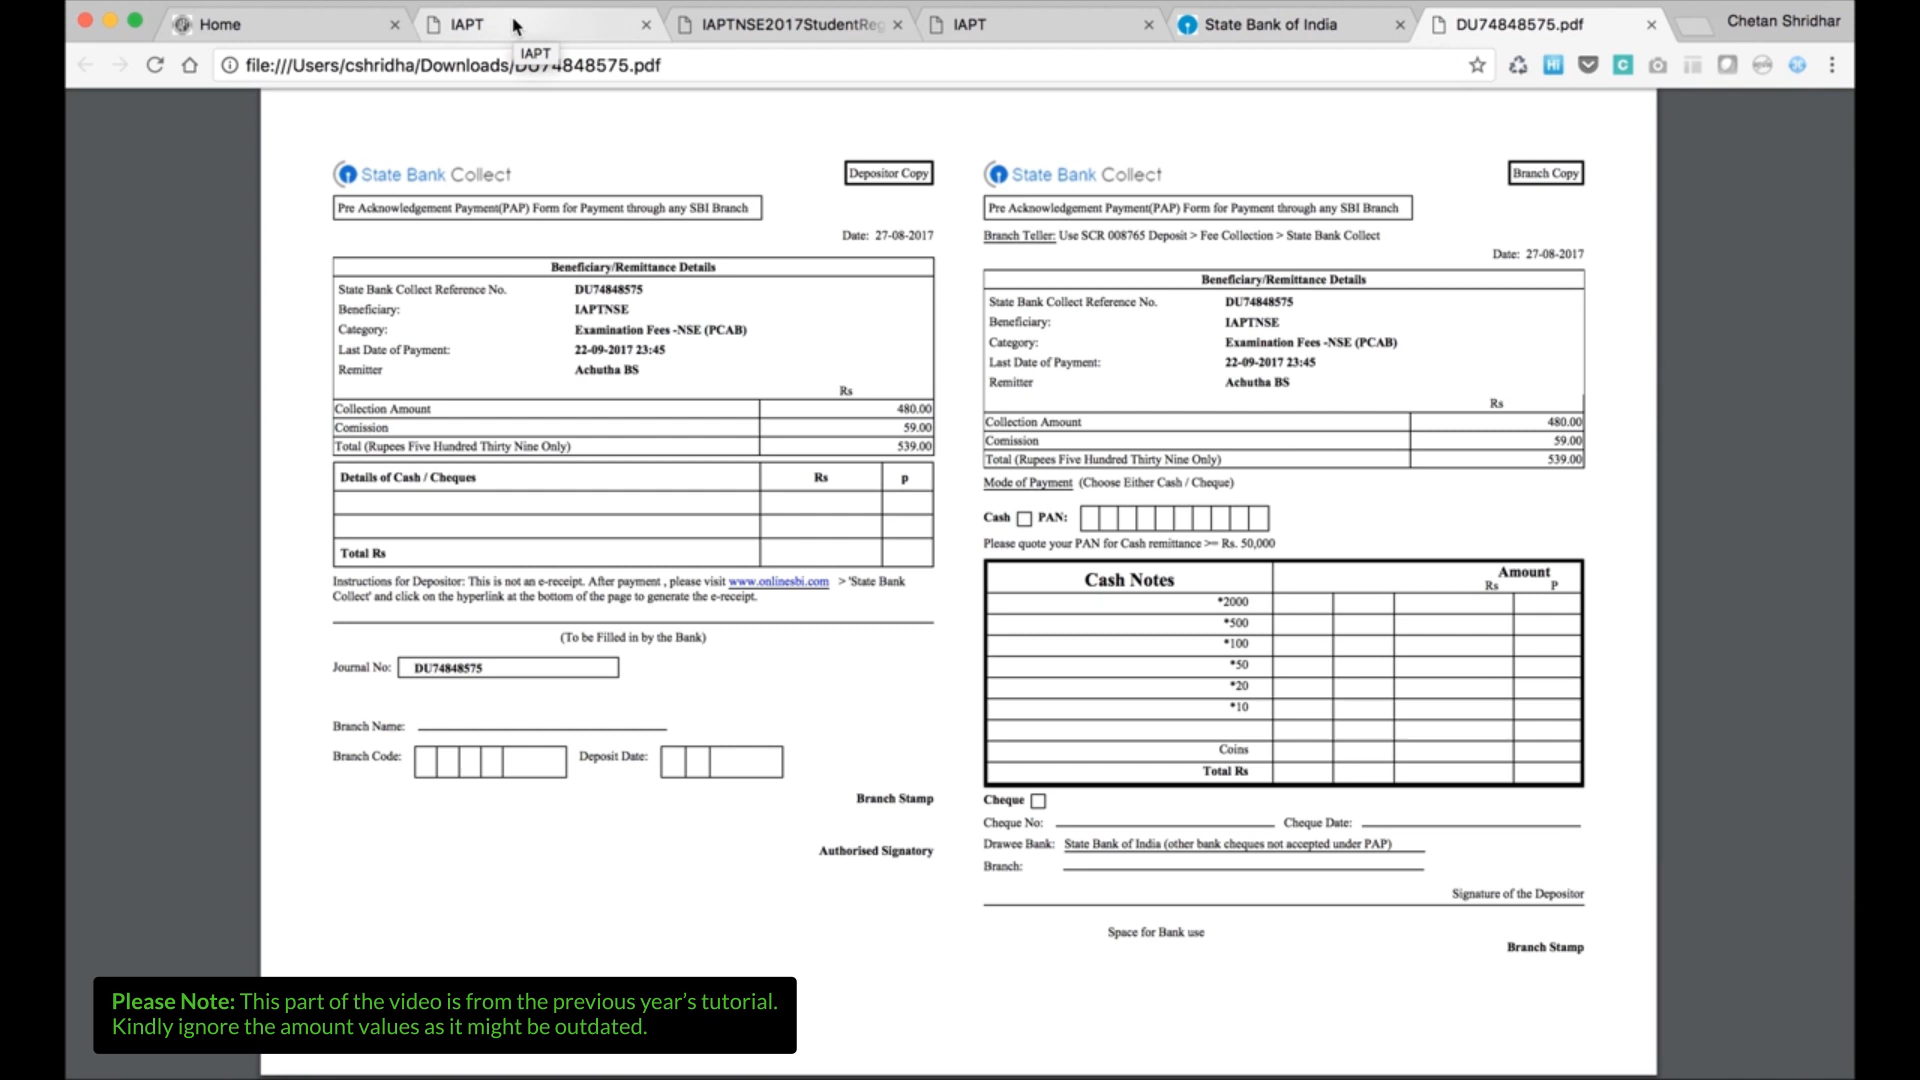 Home
IAPT
IAPTNSE2017StudentReg
IAPT
State Bank of India
DU74848575.pdf
Chetan Shridhar
IAPT
file:///Users/cshridha/Downloads/DU74848575.pdf
State Bank Collect
Depositor Copy
Pre Acknowledgement Payment(PAP) Form for Payment through any SBI Branch
Date: 27-08-2017
Beneficiary/Remittance Details
State Bank Collect Reference No. DU74848575
Beneficiary: IAPTNSE
Category: Examination Fees -NSE (PCAB)
Last Date of Payment: 22-09-2017 23:45
Remitter Achutha BS
Rs
Collection Amount 480.00
Comission 59.00
Total (Rupees Five Hundred Thirty Nine Only) 539.00
Details of Cash / Cheques Rs p
Total Rs
Instructions for Depositor: This is not an e-receipt. After payment , please visit www.onlinesbi.com > 'State Bank
Collect' and click on the hyperlink at the bottom of the page to generate the e-receipt.
(To be Filled in by the Bank)
Journal No: DU74848575
Branch Name:
Branch Code: Deposit Date:
Branch Stamp
Authorised Signatory
State Bank Collect
Branch Copy
Pre Acknowledgement Payment(PAP) Form for Payment through any SBI Branch
Branch Teller: Use SCR 008765 Deposit > Fee Collection > State Bank Collect
Date: 27-08-2017
Beneficiary/Remittance Details
State Bank Collect Reference No. DU74848575
Beneficiary: IAPTNSE
Category: Examination Fees -NSE (PCAB)
Last Date of Payment: 22-09-2017 23:45
Remitter Achutha BS
Rs
Collection Amount 480.00
Comission 59.00
Total (Rupees Five Hundred Thirty Nine Only) 539.00
Mode of Payment (Choose Either Cash / Cheque)
Cash PAN:
Please quote your PAN for Cash remittance >= Rs. 50,000
Cash Notes Amount
Rs P
*2000
*500
*100
*50
*20
*10
Coins
Total Rs
Cheque
Cheque No: Cheque Date:
Drawee Bank: State Bank of India (other bank cheques not accepted under PAP)
Branch:
Signature of the Depositor
Space for Bank use
Branch Stamp
Please Note: This part of the video is from the previous year's tutorial.
Kindly ignore the amount values as it might be outdated.